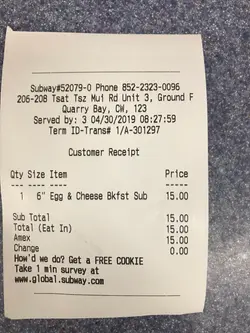 Subway#52079-0 Phone 852-2323-0096
206-208 Tsat Tsz Mui Rd Unit 3, Ground F
Quarry Bay, CW, 123
Served by: 3 04/30/2019 08:27:59
Term ID-Trans# 1/A-301297
Customer Receipt
Qty Size Item Price
1 6" Egg & Cheese Bkfst Sub 15.00
Sub Total 15.00
Total (Eat In) 15.00
Amex 15.00
Change 0.00
How'd we do? Get a FREE COOKIE
Take 1 min survey at
www.global.subway.com